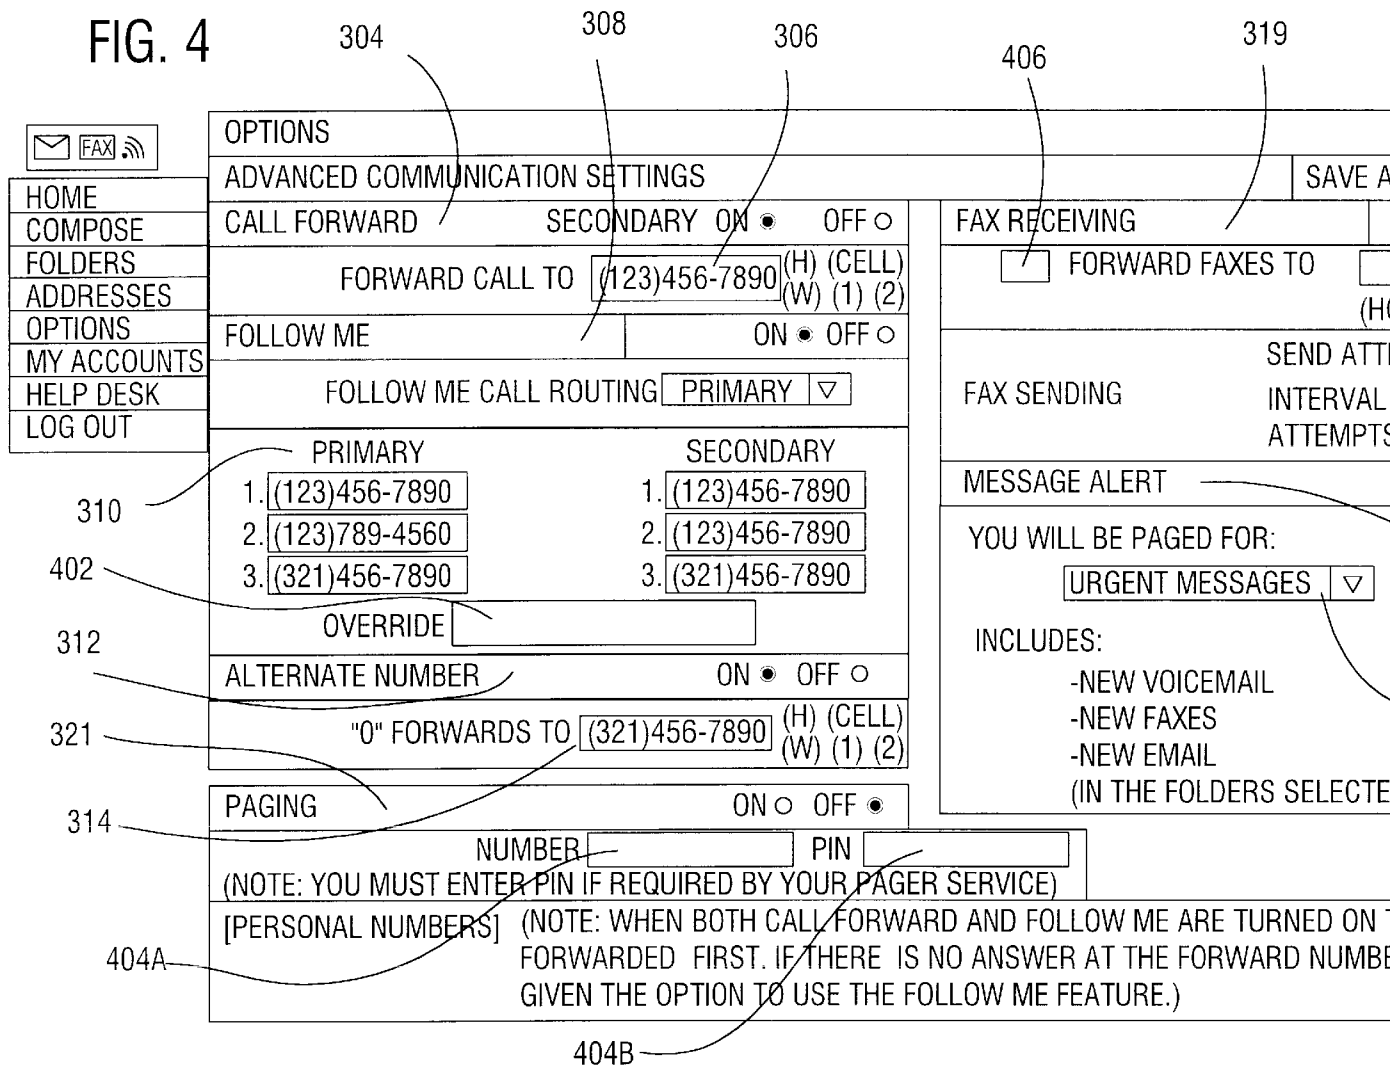 FIG. 4
304
308
306
406
319
FAX
HOME
COMPOSE
FOLDERS
ADDRESSES
OPTIONS
MY ACCOUNTS
HELP DESK
LOG OUT
OPTIONS
ADVANCED COMMUNICATION SETTINGS
SAVE A
CALL FORWARD SECONDARY ON OFF
FORWARD CALL TO (123)456-7890 (H) (CELL)
(W) (1) (2)
FOLLOW ME ON OFF
FOLLOW ME CALL ROUTING PRIMARY
PRIMARY SECONDARY
1. (123)456-7890 1. (123)456-7890
2. (123)789-4560 2. (123)456-7890
3. (321)456-7890 3. (321)456-7890
OVERRIDE
ALTERNATE NUMBER ON OFF
"0" FORWARDS TO (321)456-7890 (H) (CELL)
(W) (1) (2)
PAGING ON OFF
NUMBER PIN
(NOTE: YOU MUST ENTER PIN IF REQUIRED BY YOUR PAGER SERVICE)
[PERSONAL NUMBERS] (NOTE: WHEN BOTH CALL FORWARD AND FOLLOW ME ARE TURNED ON
FORWARDED FIRST. IF THERE IS NO ANSWER AT THE FORWARD NUMBE
GIVEN THE OPTION TO USE THE FOLLOW ME FEATURE.)
FAX RECEIVING
FORWARD FAXES TO
(HO
SEND ATTE
FAX SENDING INTERVAL
ATTEMPTS
MESSAGE ALERT
YOU WILL BE PAGED FOR:
URGENT MESSAGES
INCLUDES:
-NEW VOICEMAIL
-NEW FAXES
-NEW EMAIL
(IN THE FOLDERS SELECTE
310
402
312
321
314
404A
404B